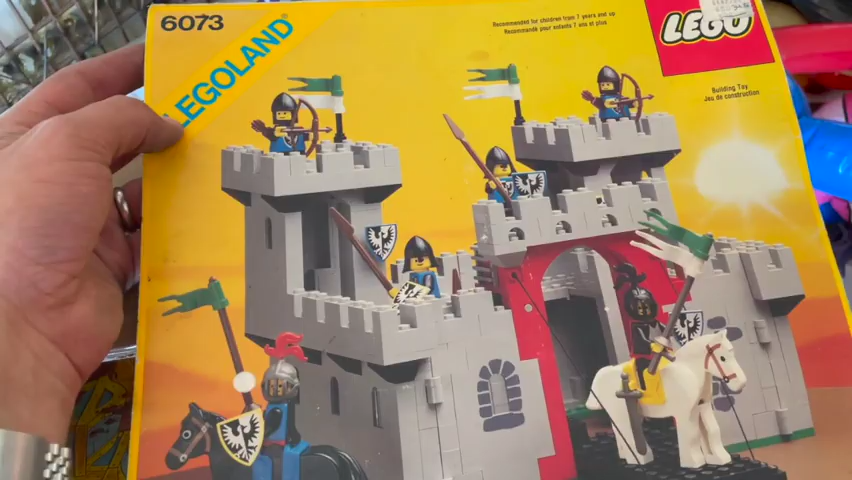 6073
LEGOLAND®
Recommended for children from 7 years and up
Recommandé pour enfants 7 ans et plus
LEGO
Building Toy
Jeu de construction